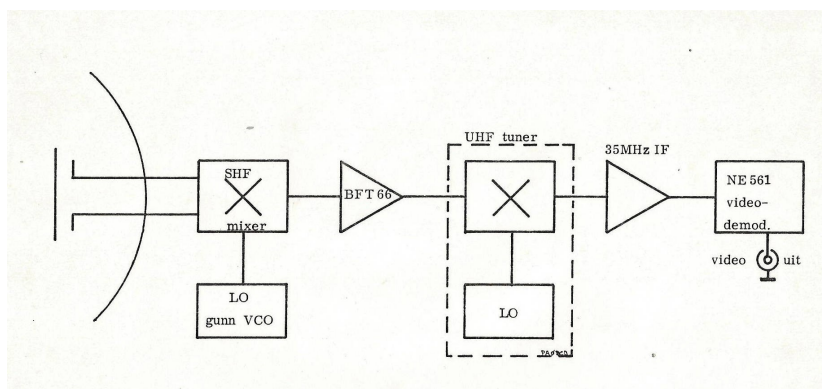 SHF
mixer
LO
gunn VCO
BFT 66
UHF tuner
LO
35MHz IF
NE 561
video-
demod.
video uit